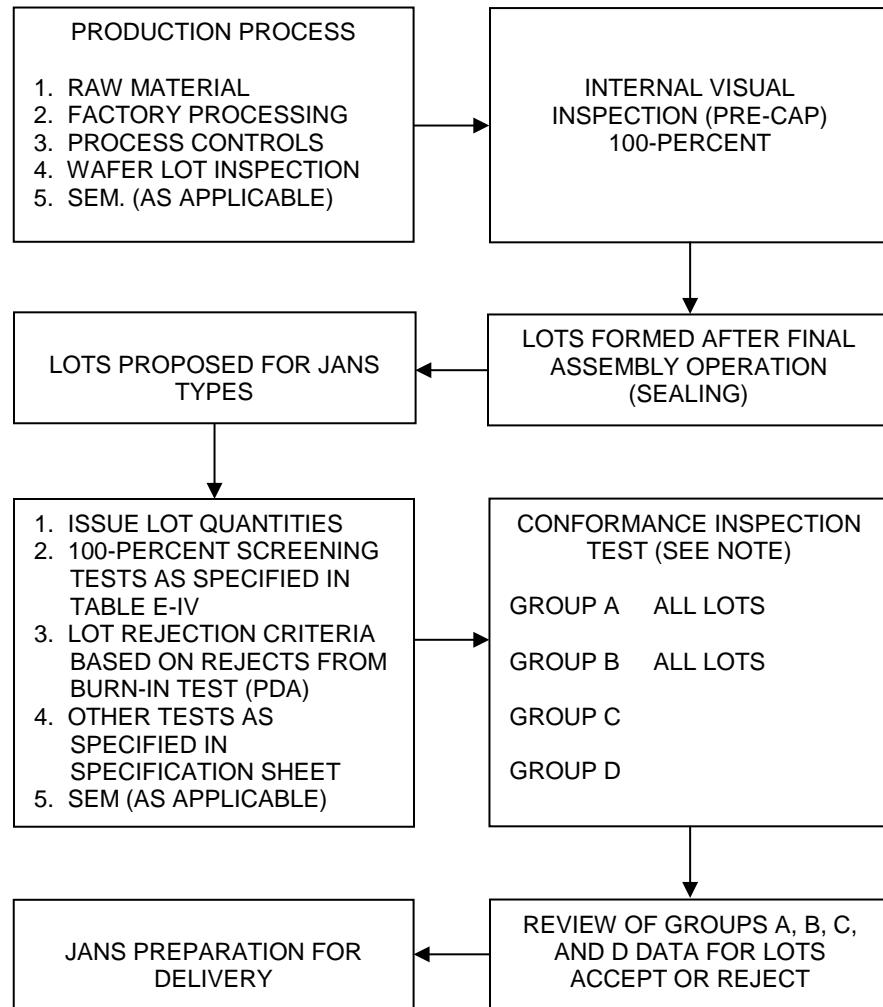 PRODUCTION PROCESS
1. RAW MATERIAL
2. FACTORY PROCESSING
3. PROCESS CONTROLS
4. WAFER LOT INSPECTION
5. SEM. (AS APPLICABLE)
INTERNAL VISUAL
INSPECTION (PRE-CAP)
100-PERCENT
LOTS FORMED AFTER FINAL
ASSEMBLY OPERATION
(SEALING)
LOTS PROPOSED FOR JANS
TYPES
1. ISSUE LOT QUANTITIES
2. 100-PERCENT SCREENING
TESTS AS SPECIFIED IN
TABLE E-IV
3. LOT REJECTION CRITERIA
BASED ON REJECTS FROM
BURN-IN TEST (PDA)
4. OTHER TESTS AS
SPECIFIED IN
SPECIFICATION SHEET
5. SEM (AS APPLICABLE)
CONFORMANCE INSPECTION
TEST (SEE NOTE)
GROUP A ALL LOTS
GROUP B ALL LOTS
GROUP C
GROUP D
REVIEW OF GROUPS A, B, C,
AND D DATA FOR LOTS
ACCEPT OR REJECT
JANS PREPARATION FOR
DELIVERY